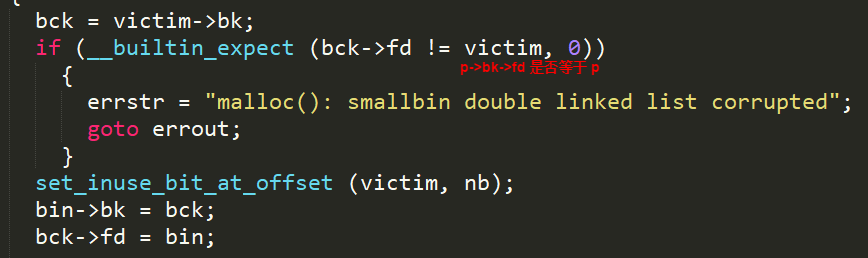 {
bck = victim->bk;
if (__builtin_expect (bck->fd != victim, 0))
p->bk->fd 是否等于 p
{
errstr = "malloc(): smallbin double linked list corrupted";
goto errout;
}
set_inuse_bit_at_offset (victim, nb);
bin->bk = bck;
bck->fd = bin;